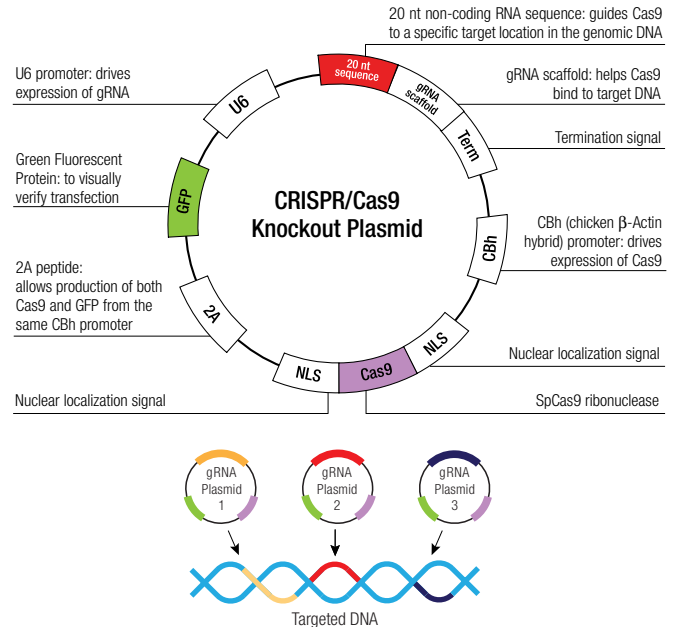 20 nt non-coding RNA sequence: guides Cas9
to a specific target location in the genomic DNA
20 nt
sequence
U6 promoter: drives
expression of gRNA
U6
gRNA
scaffold
gRNA scaffold: helps Cas9
bind to target DNA
Term
Termination signal
Green Fluorescent
Protein: to visually
verify transfection
GFP
CRISPR/Cas9
Knockout Plasmid
CBh
CBh (chicken β-Actin
hybrid) promoter: drives
expression of Cas9
2A peptide:
allows production of both
Cas9 and GFP from the
same CBh promoter
2A
NLS
Cas9
NLS
Nuclear localization signal
Nuclear localization signal
SpCas9 ribonuclease
gRNA
Plasmid
1
gRNA
Plasmid
2
gRNA
Plasmid
3
Targeted DNA